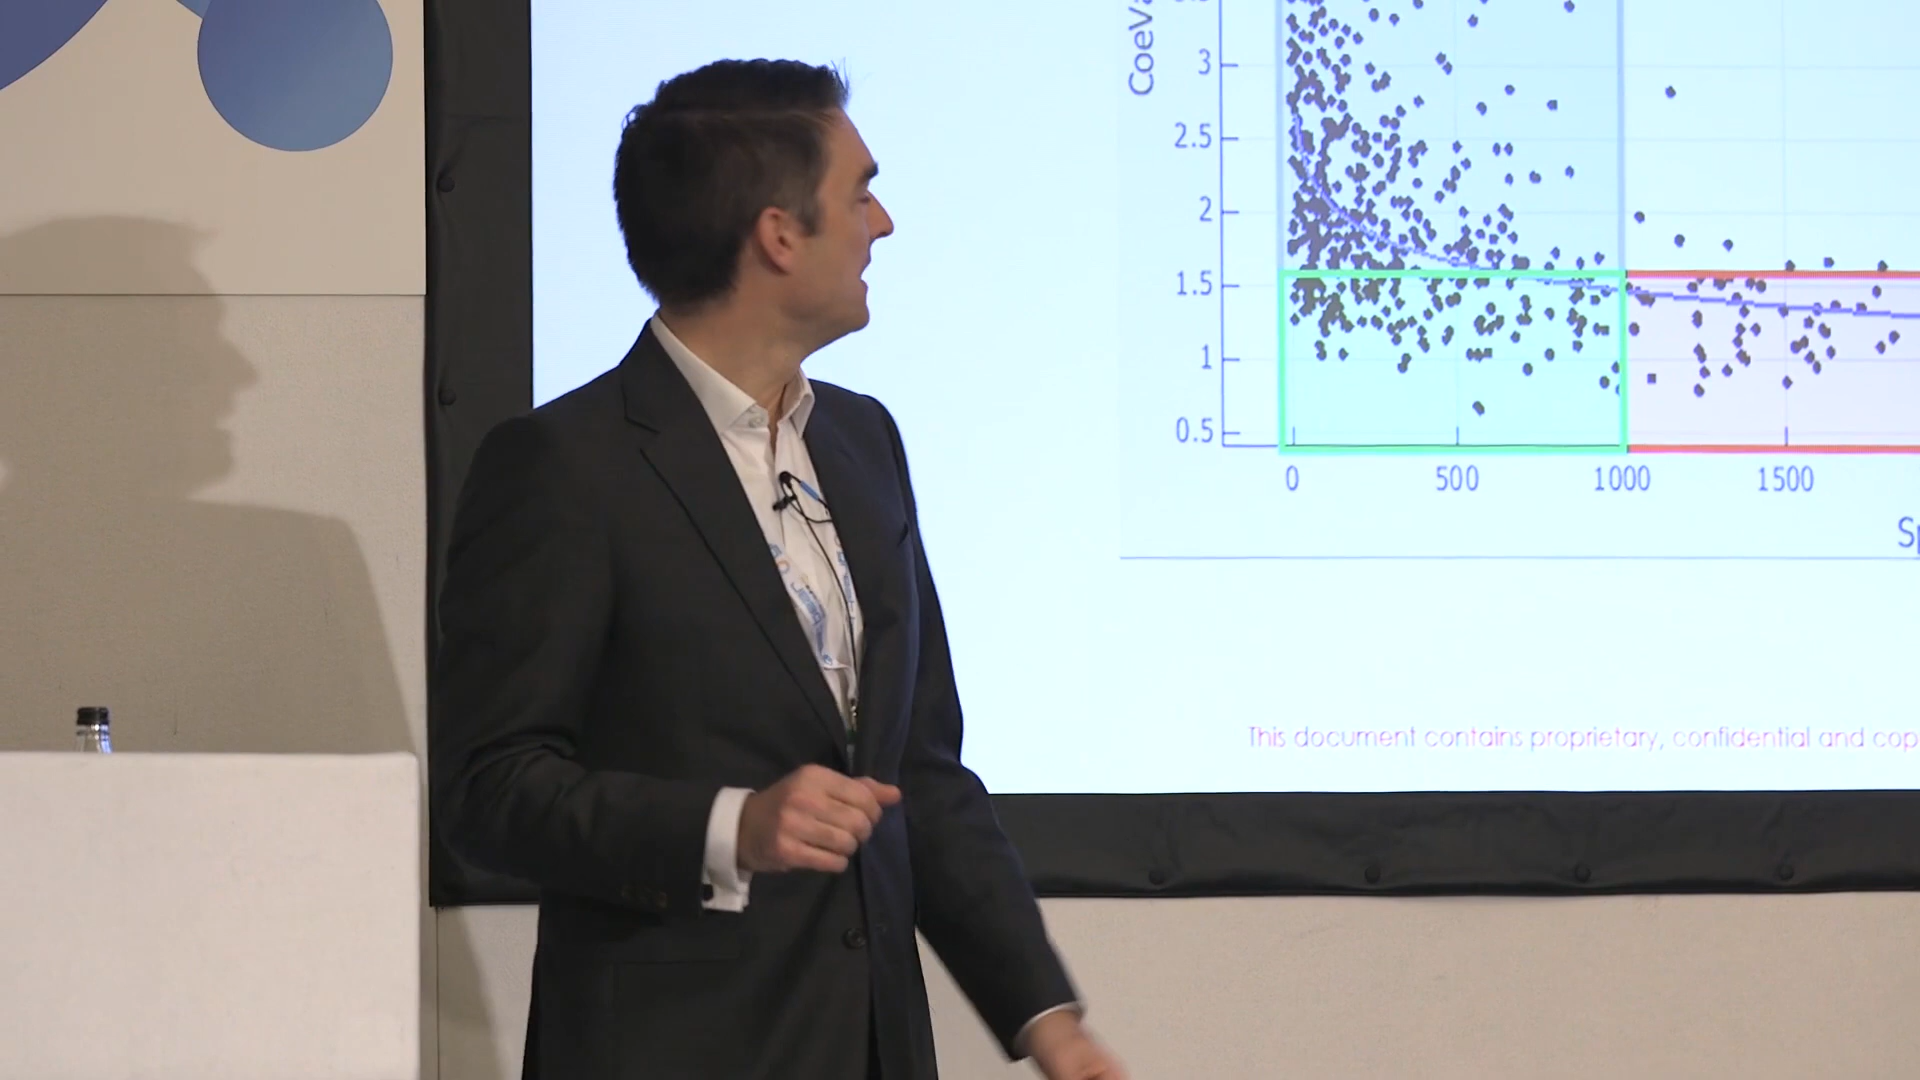 CoeVa
3
2.5
2
1.5
1
0.5
0 500 1000 1500
Sp
This document contains proprietary, confidential and cop